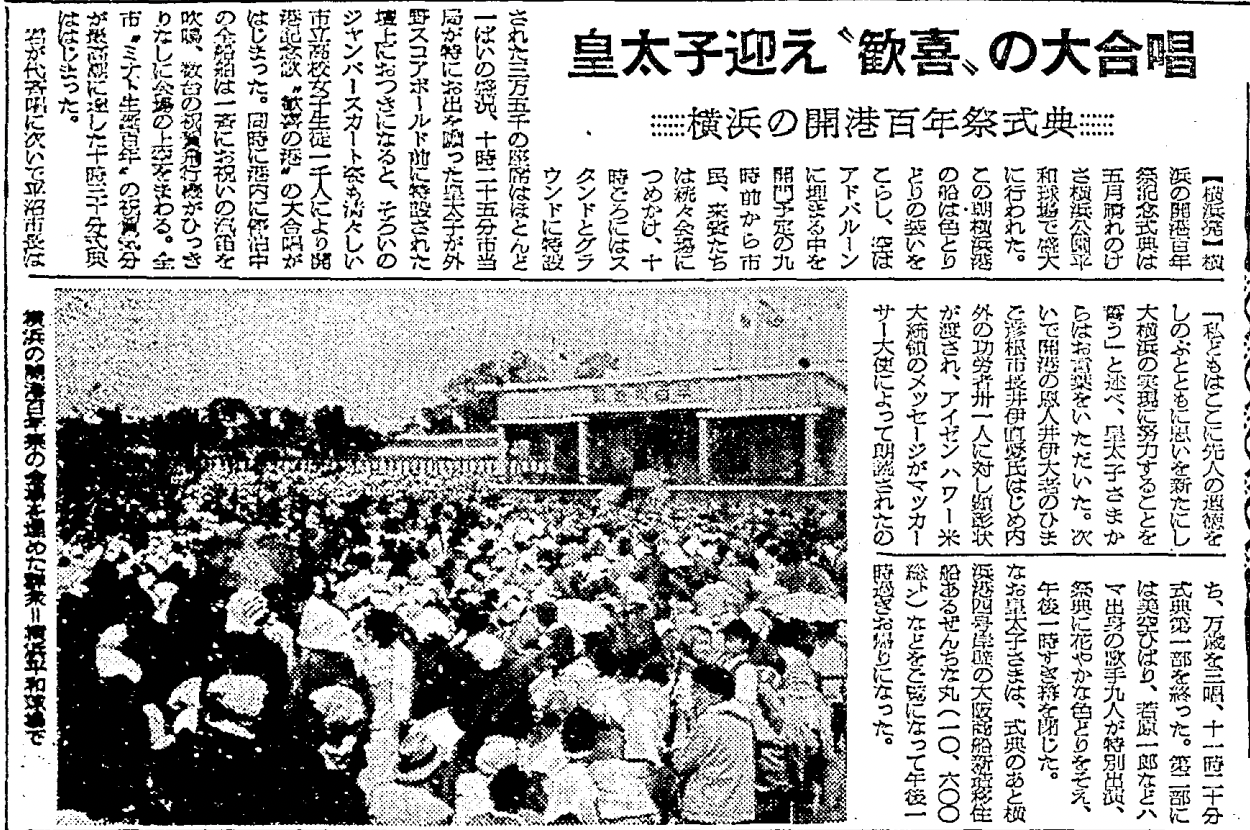 皇太子迎え〝歓喜〟の大合唱
横浜の開港百年祭式典
【横浜発】横
浜の開港百年
祭記念式典は
五月晴れのけ
さ横浜公園平
和球場で盛大
に行われた。
この朝横浜港
の船は色とり
どりの装いを
こらし、空は
アドバルーン
に埋まる中を
開門予定の九
時前から市
民、来賓たち
は続々会場に
つめかけ、十
時ごろにはス
タンドとグラ
ウンドに特設
された三万五千の座席はほとんど
一ぱいの盛況、十時二十五分市当
局が特にお出を願った皇太子が外
野スコアボールド前に特設された
壇上におつきになると、そろいの
ジャンパースカート姿も清々しい
市立高校女子生徒一千人により開
港記念歌〝歓喜の港〟の大合唱が
はじまった。同時に港内に停泊中
の全船舶は一斉にお祝いの汽笛を
吹鳴、数台の祝賀飛行機がひっき
りなしに会場の上空をまわる。全
市〝ミナト生誕百年〟の祝賀気分
が最高潮に達した十時三十分式典
ははじまった。
君が代斉唱に次いで平沼市長は
「私どもはここに先人の遺徳を
しのぶとともに思いを新たにし
大横浜の実現に努力することを
誓う」と述べ、皇太子さまか
らはお言葉をいただいた。次
いで開港の恩人井伊大老のひま
ご彦根市長井伊直愛氏はじめ内
外の功労者卅一人に対し顕彰状
が渡され、アイゼンハワー米
大統領のメッセージがマッカー
サー大使によって朗読されたの
ち、万歳を三唱、十一時二十分
式典第一部を終った。第二部に
は美空ひばり、若原一郎などハ
マ出身の歌手九人が特別出演、
祭典に花やかな色どりをそえ、
午後一時すぎ幕を閉じた。
なお皇太子さまは、式典のあと横
浜港四号岸壁の大阪商船新造移住
船あるぜんちな丸(一〇、六〇〇
総トン)などをご覧になって午後一
時過ぎお帰りになった。
横浜の開港百年祭の会場を埋めた群衆＝横浜平和球場で